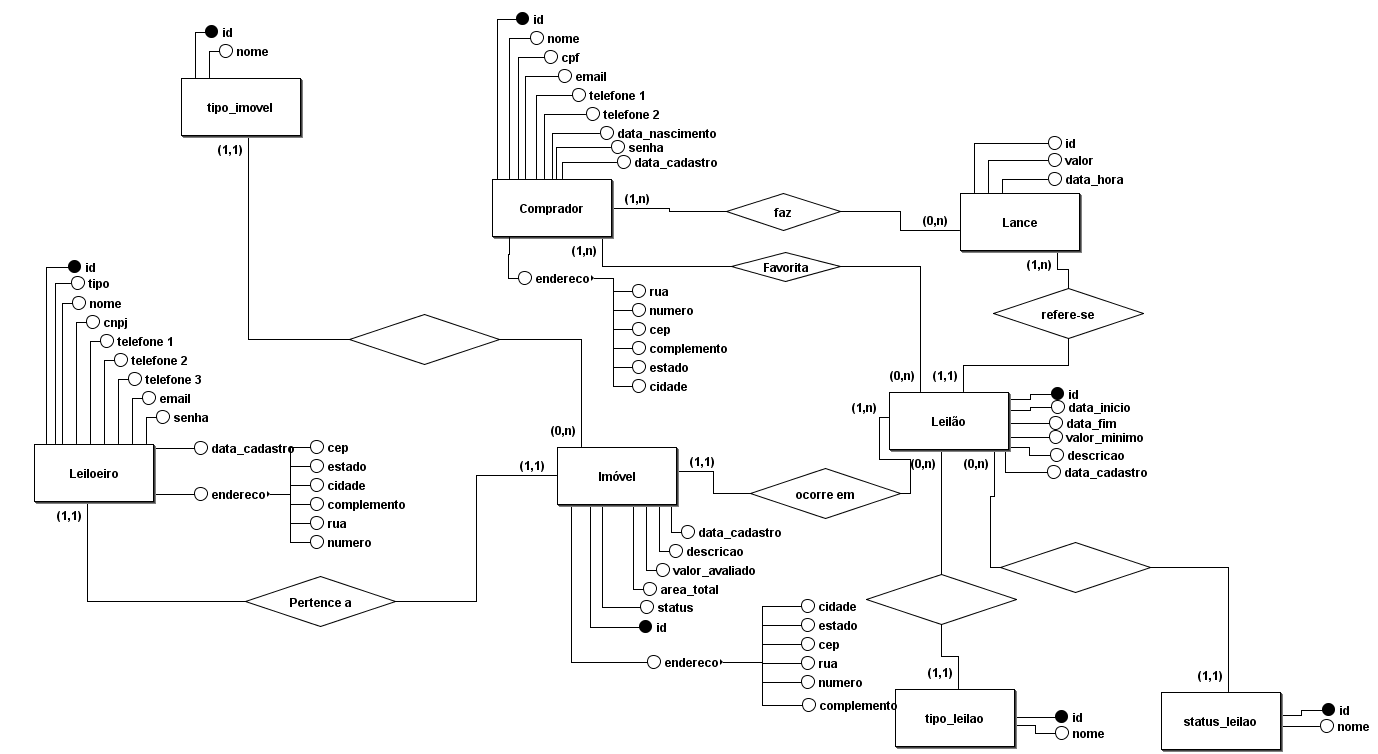 id
nome
tipo_imovel
(1,1)
id
nome
cpf
email
telefone 1
telefone 2
data_nascimento
senha
data_cadastro
Comprador
(1,n)
faz
(0,n)
id
valor
data_hora
Lance
(1,n)
refere-se
(1,1)
(1,n)
Favorita
(0,n)
endereco
rua
numero
cep
complemento
estado
cidade
id
tipo
nome
cnpj
telefone 1
telefone 2
telefone 3
email
senha
data_cadastro
Leiloeiro
endereco
cep
estado
cidade
complemento
rua
numero
(1,1)
Pertence a
(1,1)
(0,n)
Imóvel
(1,1)
ocorre em
(1,n)
Leilão
id
data_inicio
data_fim
valor_minimo
descricao
data_cadastro
(0,n)
(0,n)
data_cadastro
descricao
valor_avaliado
area_total
status
id
endereco
cidade
estado
cep
rua
numero
complemento
(1,1)
tipo_leilao
id
nome
(1,1)
status_leilao
id
nome